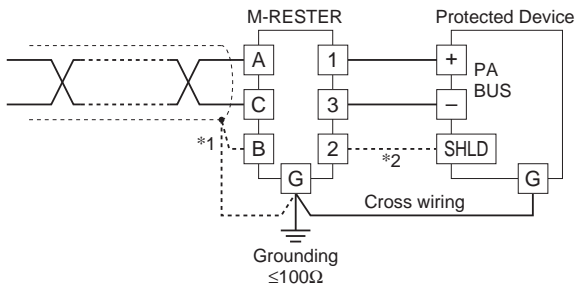 M-RESTER Protected Device
A 1 +
PA
BUS
C 3 –
*1 B 2 *2 SHLD
G G
Cross wiring
Grounding
≤100Ω